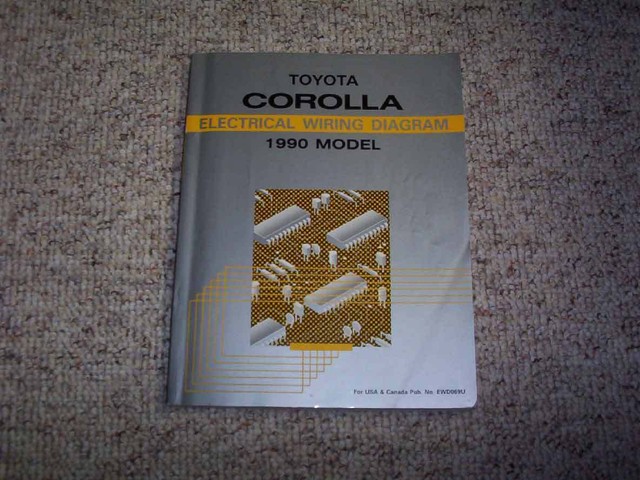 TOYOTA
COROLLA
ELECTRICAL WIRING DIAGRAM
1990 MODEL
For USA & Canada Pub. No. EWD069U